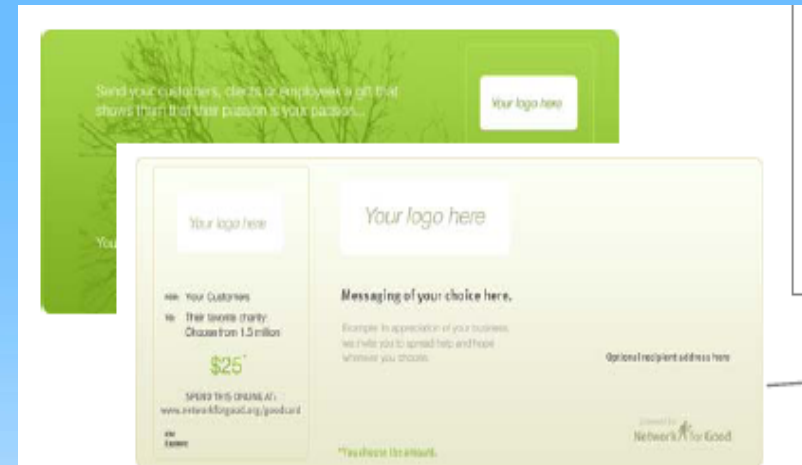 Send your customers, clients or employees a gift that
shows them that their passion is your passion...
Your logo here
You
Your logo here
Your Customers
Their favorite charity:
Choose from 1.5 million
$25*
SPEND THIS ONLINE AT:
www.networkforgood.org/goodcard
Your logo here
Messaging of your choice here.
Example: In appreciation of your business,
we invite you to spread help and hope
wherever you choose.
*You choose the amount.
Optional recipient address here
Network for Good